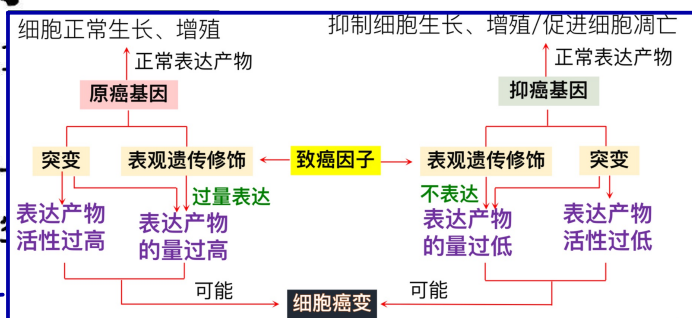 细胞正常生长、增殖
抑制细胞生长、增殖/促进细胞凋亡
正常表达产物
正常表达产物
原癌基因
抑癌基因
突变
表观遗传修饰
致癌因子
表观遗传修饰
突变
过量表达
不表达
表达产物
活性过高
表达产物
的量过高
表达产物
的量过低
表达产物
活性过低
可能
细胞癌变
可能